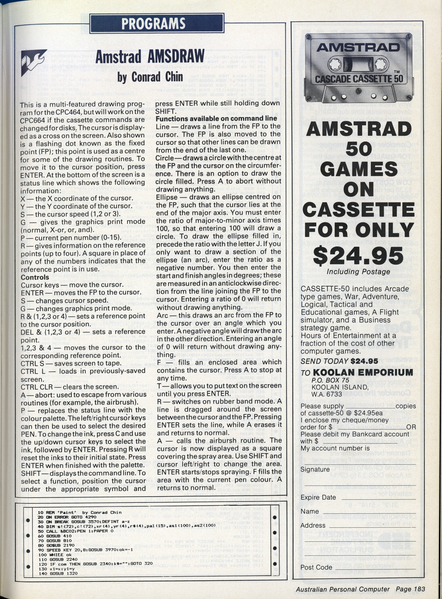 PROGRAMS
Amstrad AMSDRAW
by Conrad Chin
This is a multi-featured drawing prog-
ram for the CPC464, but will work on the
CPC664 if the cassette commands are
changed for disks. The cursor is display-
ed as a cross on the screen. Also shown
is a flashing dot known as the fixed
point (FP); this point is used as a centre
for some of the drawing routines. To
move it to the cursor position, press
ENTER. At the bottom of the screen is a
status line which shows the following
information:
X — the X coordinate of the cursor.
Y — the Y coordinate of the cursor.
S — the cursor speed (1,2 or 3).
G — gives the graphics print mode
(normal, X-or, or, and).
P — current pen number (0-15).
R — gives information on the reference
points (up to four). A square in place of
any of the numbers indicates that the
reference point is in use.
Controls
Cursor keys — move the cursor.
ENTER — moves the FP to the cursor.
S — changes cursor speed.
G — changes graphics print mode.
R & (1,2,3 or 4) — sets a reference point
to the cursor position.
DEL & (1,2,3 or 4) — sets a reference
point.
1,2,3 & 4 — moves the cursor to the
corresponding reference point.
CTRL S — saves screen to tape.
CTRL L — loads in previously-saved
screen.
CTRL CLR — clears the screen.
A — abort: used to escape from various
routines (for example, the airbrush).
P — replaces the status line with the
colour palette. The left/right cursor keys
can then be used to select the desired
PEN. To change the ink, press C and use
the up/down cursor keys to select the
ink, followed by ENTER. Pressing R will
reset the inks to their initial state. Press
ENTER when finished with the palette.
SHIFT — displays the command line. To
select a function, position the cursor
under the appropriate symbol and
press ENTER while still holding down
SHIFT.
Functions available on command line
Line — draws a line from the FP to the
cursor. The FP is also moved to the
cursor so that other lines can be drawn
from the end of the last one.
Circle — draws a circle with the centre at
the FP and the cursor on the circumfer-
ence. There is an option to draw the
circle filled. Press A to abort without
drawing anything.
Ellipse — draws an ellipse centred on
the FP, such that the cursor lies at the
end of the major axis. You must enter
the ratio of major-to-minor axis times
100, so that entering 100 will draw a
circle. To draw the ellipse filled in,
precede the ratio with the letter J. If you
only want to draw a section of the
ellipse (an arc), enter the ratio as a
negative number. You then enter the
start and finish angles in degrees; these
are measured in an anticlockwise direc-
tion from the line joining the FP to the
cursor. Entering a ratio of 0 will return
without drawing anything.
Arc — this draws an arc from the FP to
the cursor over an angle which you
enter. A negative angle will draw the arc
in the other direction. Entering an angle
of 0 will return without drawing any-
thing.
F — fills an enclosed area which
contains the cursor. Press A to stop at
any time.
T — allows you to put text on the screen
until you press ENTER.
R — switches on rubber band mode. A
line is dragged around the screen
between the cursor and the FP. Pressing
ENTER sets the line, while A erases it
and returns to normal.
A — calls the airbursh routine. The
cursor is now displayed as a square
covering the spray area. Use SHIFT and
cursor left/right to change the area.
ENTER starts/stops spraying. F fills the
area with the current pen colour. A
returns to normal.
10 REM "Paint" by Conrad Chin
20 ON ERROR GOTO 4290
30 ON BREAK GOSUB 3570:DEFINT a-x
50 CALL &BC02:PEN 1:PAPER 0
60 GOSUB 410
70 GOSUB 810
80 GOSUB 2190
100 WHILE ok
110 GOSUB 2240
140 GOSUB 1320
AMSTRAD
CASCADE CASSETTE 50 TM
AMSTRAD
50
GAMES
ON
CASSETTE
FOR ONLY
$24.95
Including Postage
CASSETTE-50 includes Arcade
type games, War, Adventure,
Logical, Tactical and
Educational games, A Flight
simulator, and a Business
strategy game.
Hours of Entertainment at a
fraction of the cost of other
computer games.
SEND TODAY $24.95
TO KOOLAN EMPORIUM
P.O. BOX 75
KOOLAN ISLAND,
W.A. 6733
Please supply copies
of cassette-50 @ $24.95ea
I enclose my cheque/money
order for $ OR
Please debit my Bankcard account
with $
My account number is
Signature
Expire Date
Name
Address
Post Code
Australian Personal Computer Page 183